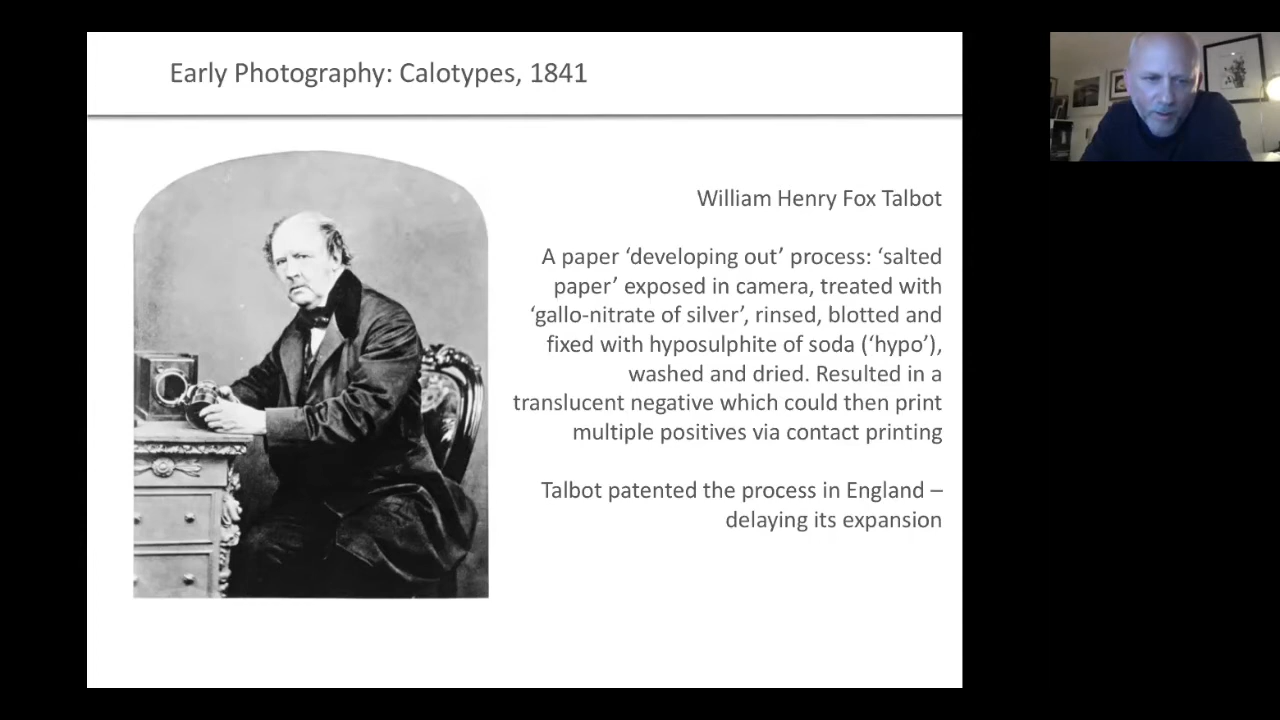 Early Photography: Calotypes, 1841
William Henry Fox Talbot
A paper ‘developing out’ process: ‘salted
paper’ exposed in camera, treated with
‘gallo-nitrate of silver’, rinsed, blotted and
fixed with hyposulphite of soda (‘hypo’),
washed and dried. Resulted in a
translucent negative which could then print
multiple positives via contact printing
Talbot patented the process in England –
delaying its expansion